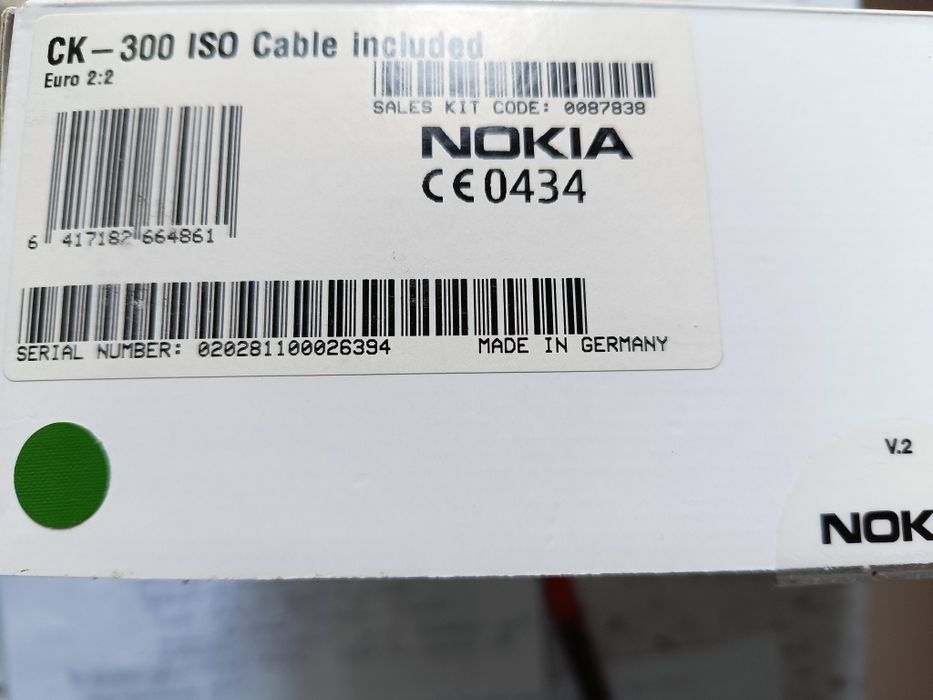 CK-300 ISO Cable included
Euro 2:2
SALES KIT CODE: 0087838
NOKIA
CE0434
6 417182 664861
SERIAL NUMBER: 020281100026394 MADE IN GERMANY
V.2
NOK